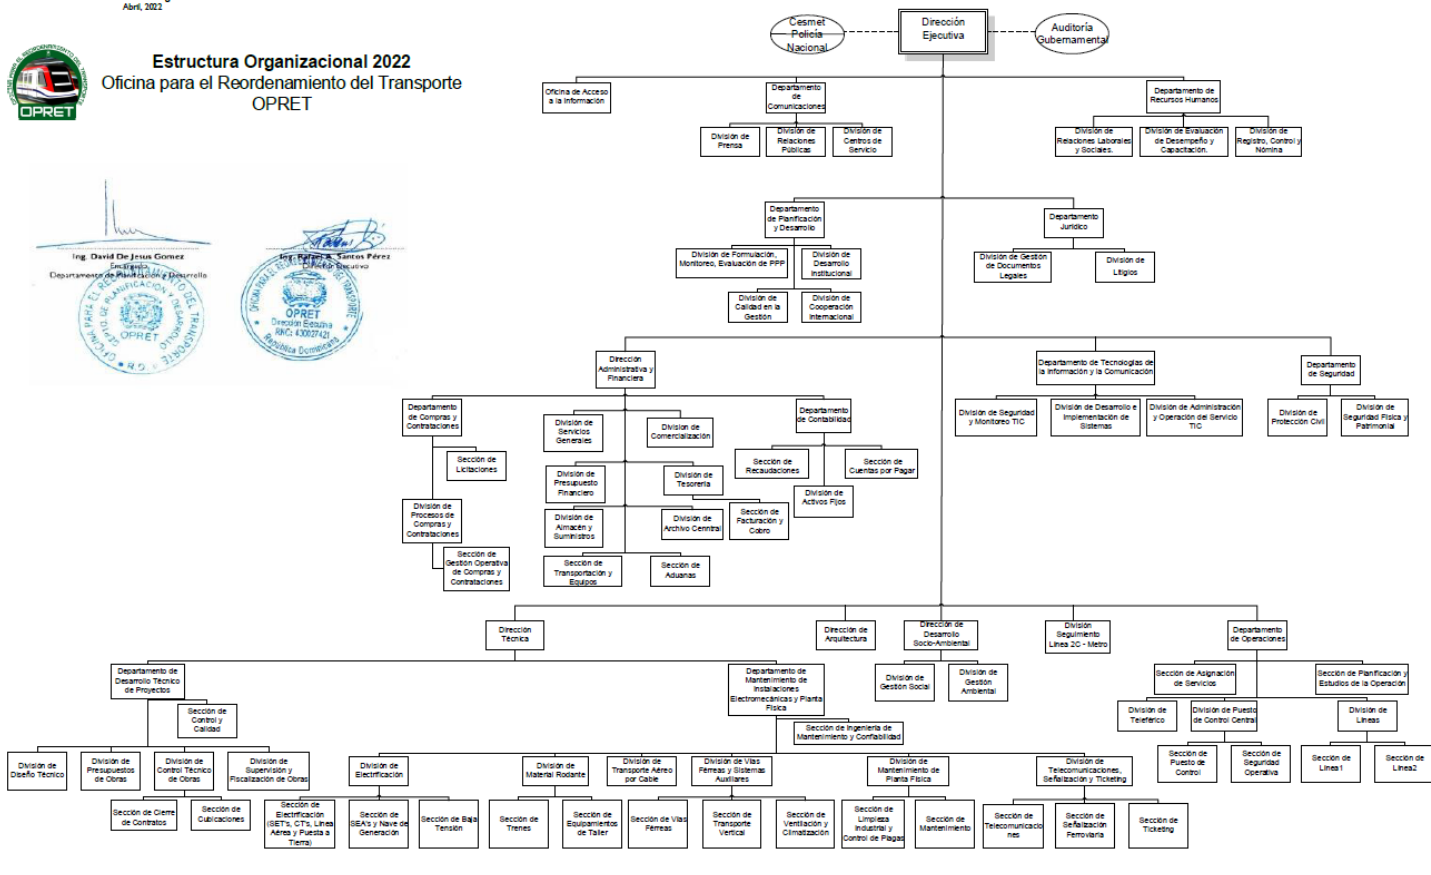 Abril, 2022
Estructura Organizacional 2022
Oficina para el Reordenamiento del Transporte
OPRET
OPRET
Cesmet
Policía
Nacional
Dirección
Ejecutiva
Auditoría
Gubernamental
Oficina de Acceso
a la Información
Departamento
de
Comunicaciones
Departamento de
Recursos Humanos
División de
Prensa
División de
Relaciones
Públicas
División de
Centros de
Servicio
División de
Relaciones Laborales
y Sociales.
División de Evaluación
de Desempeño y
Capacitación.
División de
Registro, Control y
Nómina
Ing. David De Jesus Gomez
Encargado
Departamento de Planificación y Desarrollo
Ing. Rafael A. Santos Pérez
Director Ejecutivo
OFICINA PARA EL REORDENAMIENTO DEL TRANSPORTE
DEPTO. DE PLANIFICACION Y DESARROLLO
OPRET
R.D.
OFICINA PARA EL REORDENAMIENTO DEL TRANSPORTE
OPRET
Dirección Ejecutiva
RNC: 430027421
República Dominicana
Departamento
de Planificación
y Desarrollo
Departamento
Jurídico
División de Formulación,
Monitoreo, Evaluación de PPP
División de
Desarrollo
Institucional
División de Gestión
de Documentos
Legales
División de
Litigios
División de
Calidad en la
Gestión
División de
Cooperación
Internacional
Dirección
Administrativa y
Financiera
Departamento de Tecnologías de
la Información y la Comunicación
Departamento
de Seguridad
Departamento
de Compras y
Contrataciones
División de
Servicios
Generales
Division de
Comercialización
Departamento
de Contabilidad
División de Seguridad
y Monitoreo TIC
División de Desarrollo e
Implementación de
Sistemas
División de Administración
y Operación del Servicio
TIC
División de
Protección Civil
División de
Seguridad Física y
Patrimonial
Sección de
Licitaciones
División de
Presupuesto
Financiero
División de
Tesorería
Sección de
Recaudaciones
Sección de
Cuentas por Pagar
División de
Activos Fijos
División de
Procesos de
Compras y
Contrataciones
División de
Almacén y
Suministros
División de
Archivo Cenntral
Sección de
Facturación y
Cobro
Sección de
Gestión Operativa
de Compras y
Contrataciones
Sección de
Transportación y
Equipos
Sección de
Aduanas
Dirección
Técnica
Dirección de
Arquitectura
Dirección de
Desarrollo
Socio-Ambiental
División
Seguimiento
Línea 2C - Metro
Departamento
de Operaciones
Departamento de
Desarrollo Técnico
de Proyectos
Departamento de
Mantenimiento de
Instalaciones
Electromecánicas y Planta
Física
División de
Gestión Social
División de
Gestión
Ambiental
Sección de Asignación
de Servicios
Sección de Planificación y
Estudios de la Operación
Sección de
Control y
Calidad
Sección de Ingeniería de
Mantenimiento y Confiabilidad
División de
Teleférico
División de Puesto
de Control Central
División de
Líneas
División de
Diseño Técnico
División de
Presupuestos
de Obras
División de
Control Técnico
de Obras
División de
Supervisión y
Fiscalización de Obras
División de
Electrificación
División de
Material Rodante
División de
Transporte Aéreo
por Cable
División de Vías
Férreas y Sistemas
Auxiliares
División de
Mantenimiento de
Planta Física
División de
Telecomunicaciones,
Señalización y Ticketing
Sección de
Puesto de
Control
Sección de
Seguridad
Operativa
Sección de
Línea1
Sección de
Línea2
Sección de Cierre
de Contratos
Sección de
Cubicaciones
Sección de
Electrificación
(SET's, CT's, Línea
Aérea y Puesta a
Tierra)
Sección de
SEA's y Nave de
Generación
Sección de Baja
Tensión
Sección de
Trenes
Sección de
Equipamientos
de Taller
Sección de Vías
Férreas
Sección de
Transporte
Vertical
Sección de
Ventilación y
Climatización
Sección de
Limpieza
Industrial y
Control de Plagas
Sección de
Mantenimiento
Sección de
Telecomunicacio
nes
Sección de
Señalización
Ferroviaria
Sección de
Ticketing